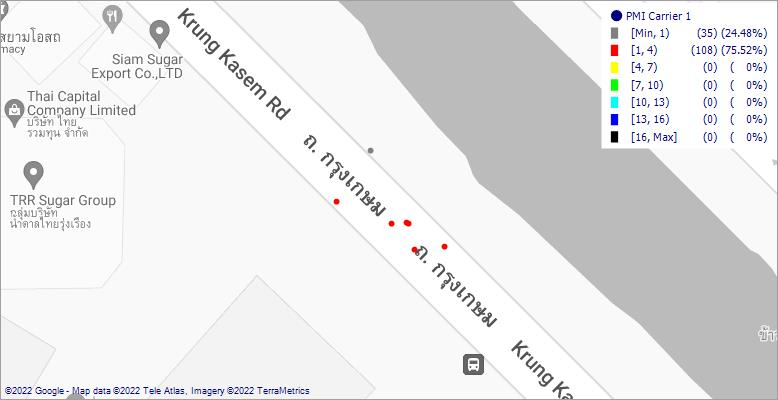 สยามโอสถ
macy
Siam Sugar
Export Co.,LTD
Thai Capital
Company Limited
บริษัท ไทย
รวมทุน จำกัด
TRR Sugar Group
กลุ่มบริษัท
น้ำตาลไทยรุ่งเรือง
Krung Kasem Rd
ถ. กรุงเกษม
ถ. กรุงเกษม
Krung Ka
ข้าว
PMI Carrier 1
[Min, 1) (35) (24.48%)
[1, 4) (108) (75.52%)
[4, 7) (0) ( 0%)
[7, 10) (0) ( 0%)
[10, 13) (0) ( 0%)
[13, 16) (0) ( 0%)
[16, Max] (0) ( 0%)
©2022 Google - Map data ©2022 Tele Atlas, Imagery ©2022 TerraMetrics